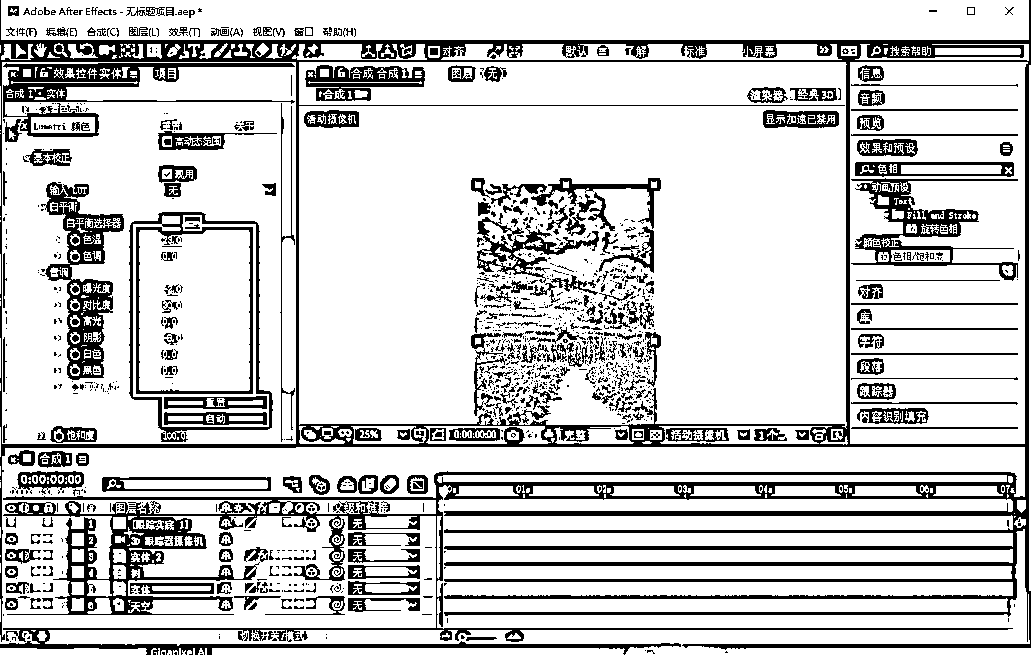 Adobe After Effects - 无标题项目.aep *
文件(F) 编辑(E) 合成(C) 图层(L) 效果(T) 动画(A) 视图(V) 窗口 帮助(H)
对齐 默认 了解 标准 小屏幕 搜索帮助
效果控件 实体 项目
合成 1 • 实体
Lumetri 颜色 重置 关于
高动态范围
基本校正
现用
输入 LUT 无
白平衡
白平衡选择器
色温
色调 0.0
音调
曝光度
对比度
高光 0.0
阴影
白色 0.0
黑色 0.0
重置
自动
饱和度 100.0
合成 合成 1 图层 (无)
合成 1
渲染器: 经典 3D
活动摄像机
显示加速已禁用
25% 0:00:00:00 完整 活动摄像机 1个...
信息
音频
预览
效果和预设
色相
动画预设
Text
Fill and Stroke
旋转色相
颜色校正
色相/饱和度
对齐
库
字符
段落
跟踪器
内容识别填充
合成 1
0:00:00:00
01s 02s 03s 04s 05s 06s
# 图层名称 父级和链接
1 [跟踪实底 1] 无
2 3D 跟踪器摄像机 无
3 实体 2 无
4 树 无
5 实体 无
6 天空 无
切换开关/模式
Gigapixel AI